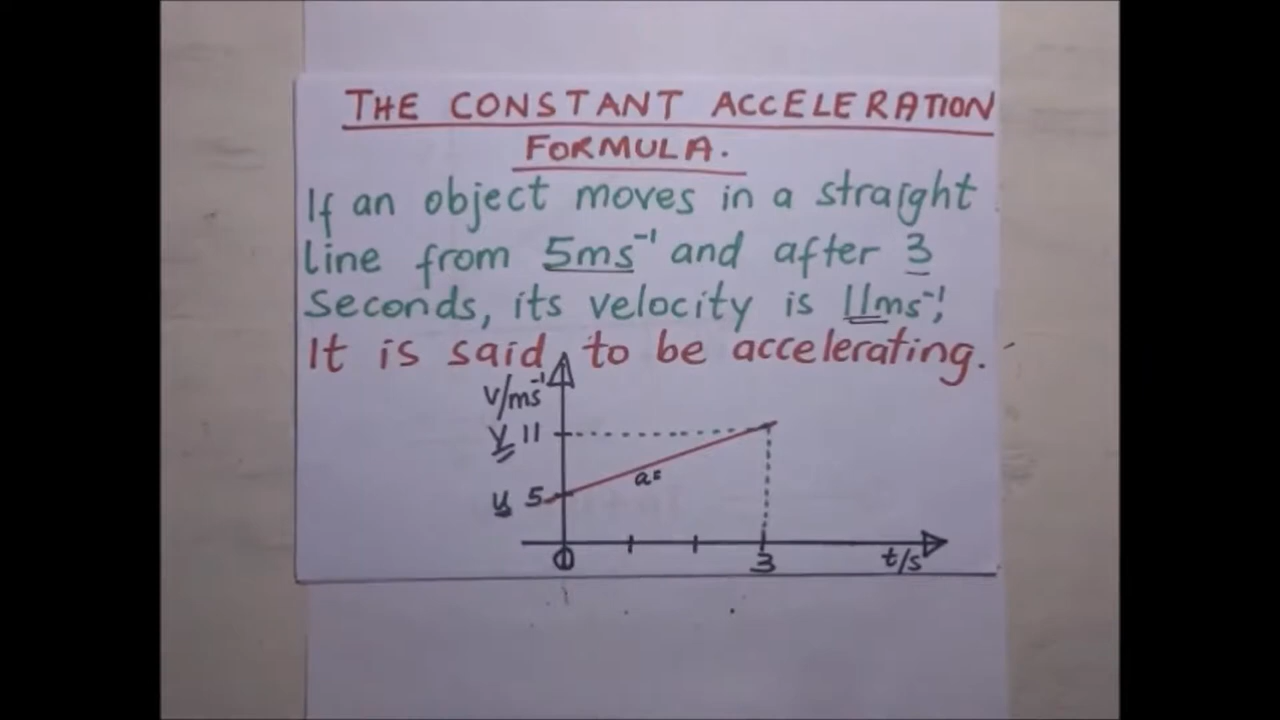 THE CONSTANT ACCELERATION
FORMULA.
If an object moves in a straight
line from 5ms⁻¹ and after 3
seconds, its velocity is 11ms⁻¹,
It is said to be accelerating.
v/ms⁻¹
v 11
a=
u 5
0 3 t/s